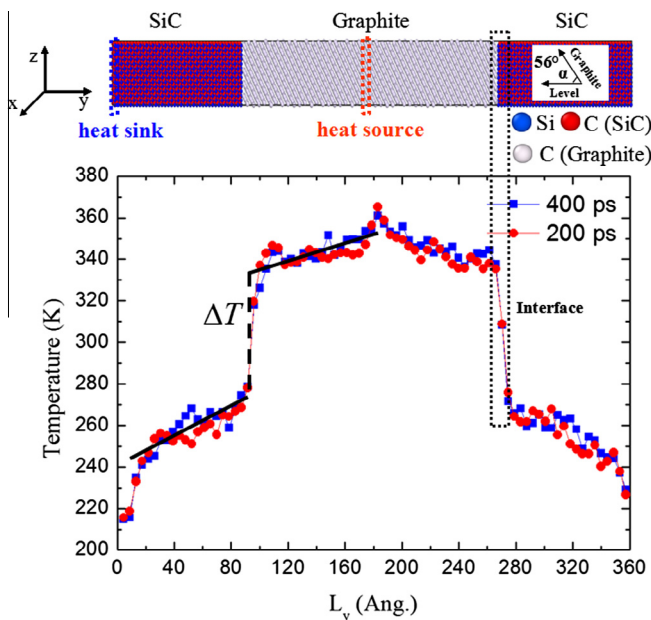 SiC Graphite SiC
z
x y
56°
Graphite
α
Level
heat sink heat source
Si C (SiC)
C (Graphite)
380
360
340
320
300
280
260
240
220
200
0 40 80 120 160 200 240 280 320 360
Temperature (K)
L_y (Ang.)
400 ps
200 ps
ΔT
Interface